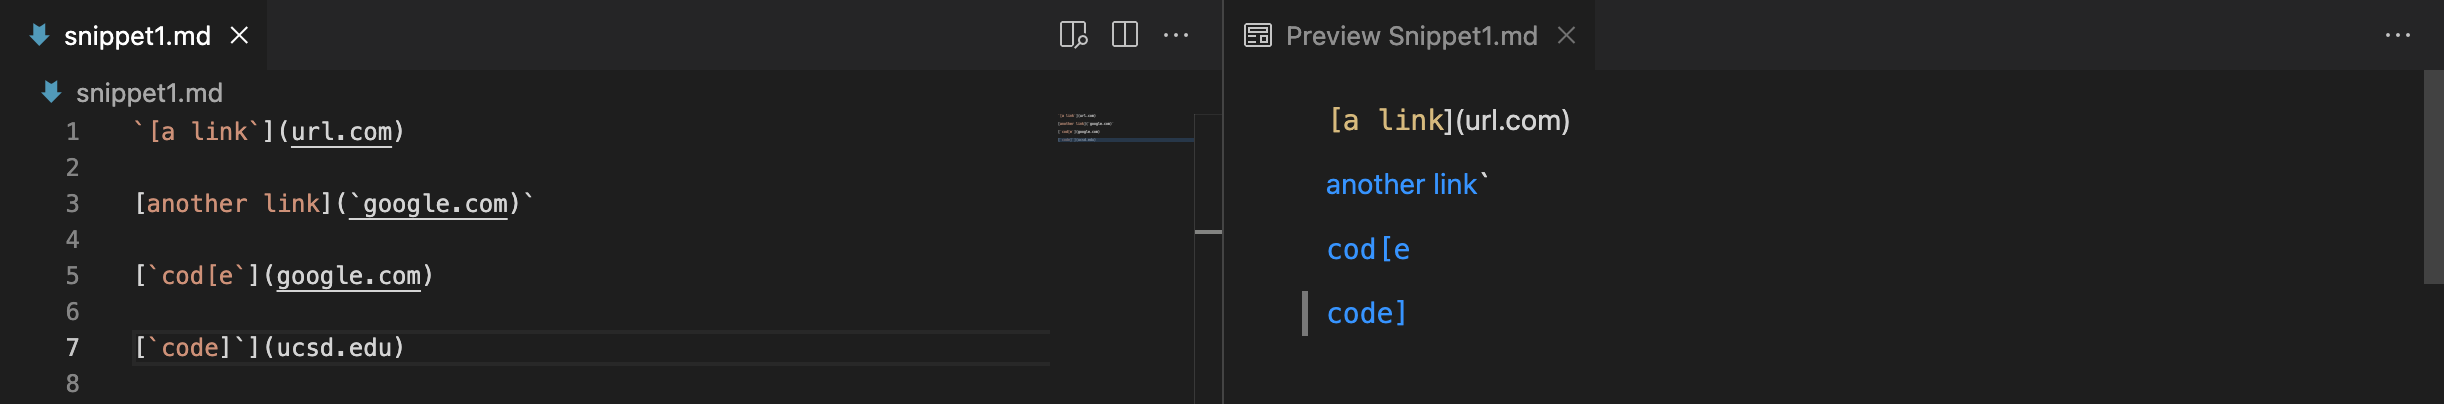 snippet1.md
Preview Snippet1.md
snippet1.md
1 `[a link`](url.com)
2
3 [another link](`google.com)`
4
5 [`cod[e`](google.com)
6
7 [`code]`](ucsd.edu)
8
[a link](url.com)
another link`
cod[e
code]